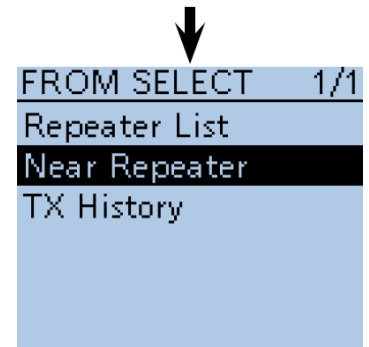 FROM SELECT 1/1
Repeater List
Near Repeater
TX History